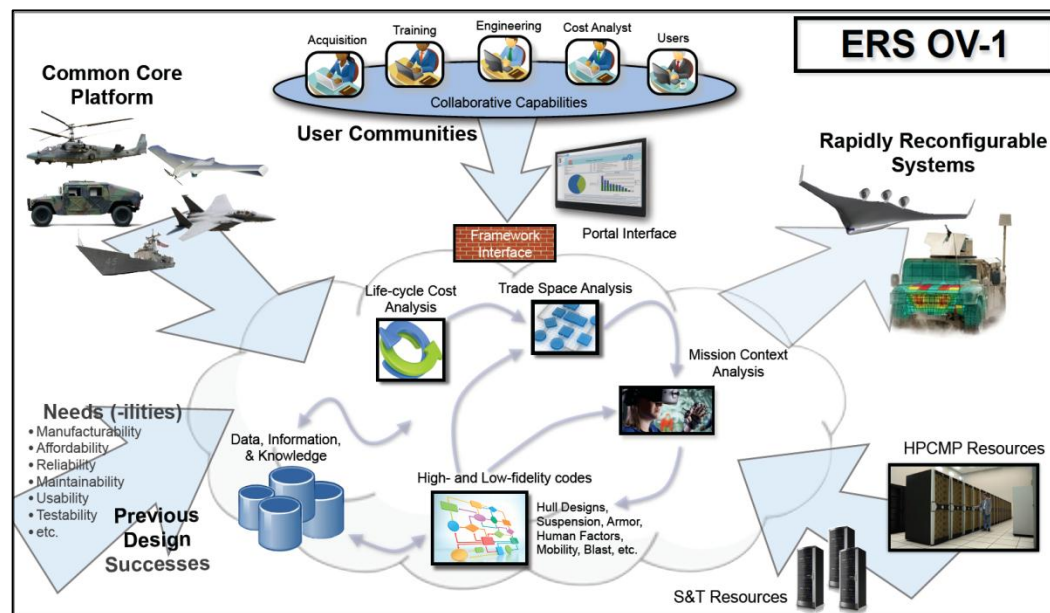 ERS OV-1
Acquisition
Training
Engineering
Cost Analyst
Users
Collaborative Capabilities
User Communities
Common Core
Platform
Rapidly Reconfigurable
Systems
Portal Interface
Framework
Interface
Life-cycle Cost
Analysis
Trade Space Analysis
Mission Context
Analysis
Needs (-ilities)
• Manufacturability
• Affordability
• Reliability
• Maintainability
• Usability
• Testability
• etc.
Previous
Design
Successes
Data, Information,
& Knowledge
High- and Low-fidelity codes
Hull Designs,
Suspension, Armor,
Human Factors,
Mobility, Blast, etc.
HPCMP Resources
S&T Resources